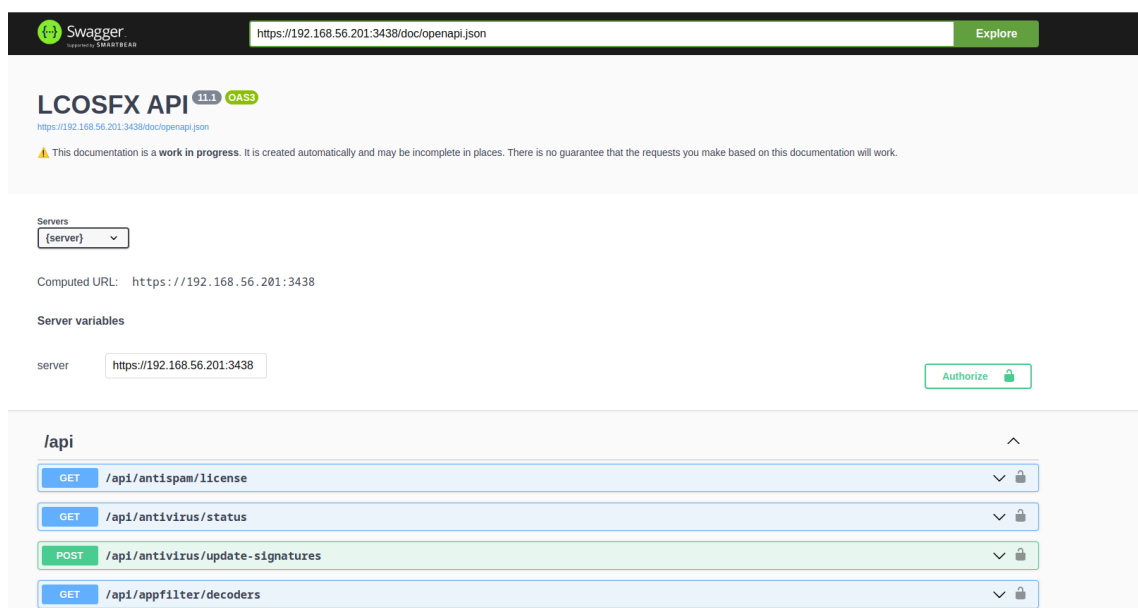 {··} Swagger.
Supported by SMARTBEAR
https://192.168.56.201:3438/doc/openapi.json
Explore
LCOSFX API 11.1 OAS3
https://192.168.56.201:3438/doc/openapi.json
⚠ This documentation is a work in progress. It is created automatically and may be incomplete in places. There is no guarantee that the requests you make based on this documentation will work.
Servers
{server}
Computed URL: https://192.168.56.201:3438
Server variables
server https://192.168.56.201:3438
Authorize
/api
GET /api/antispam/license
GET /api/antivirus/status
POST /api/antivirus/update-signatures
GET /api/appfilter/decoders